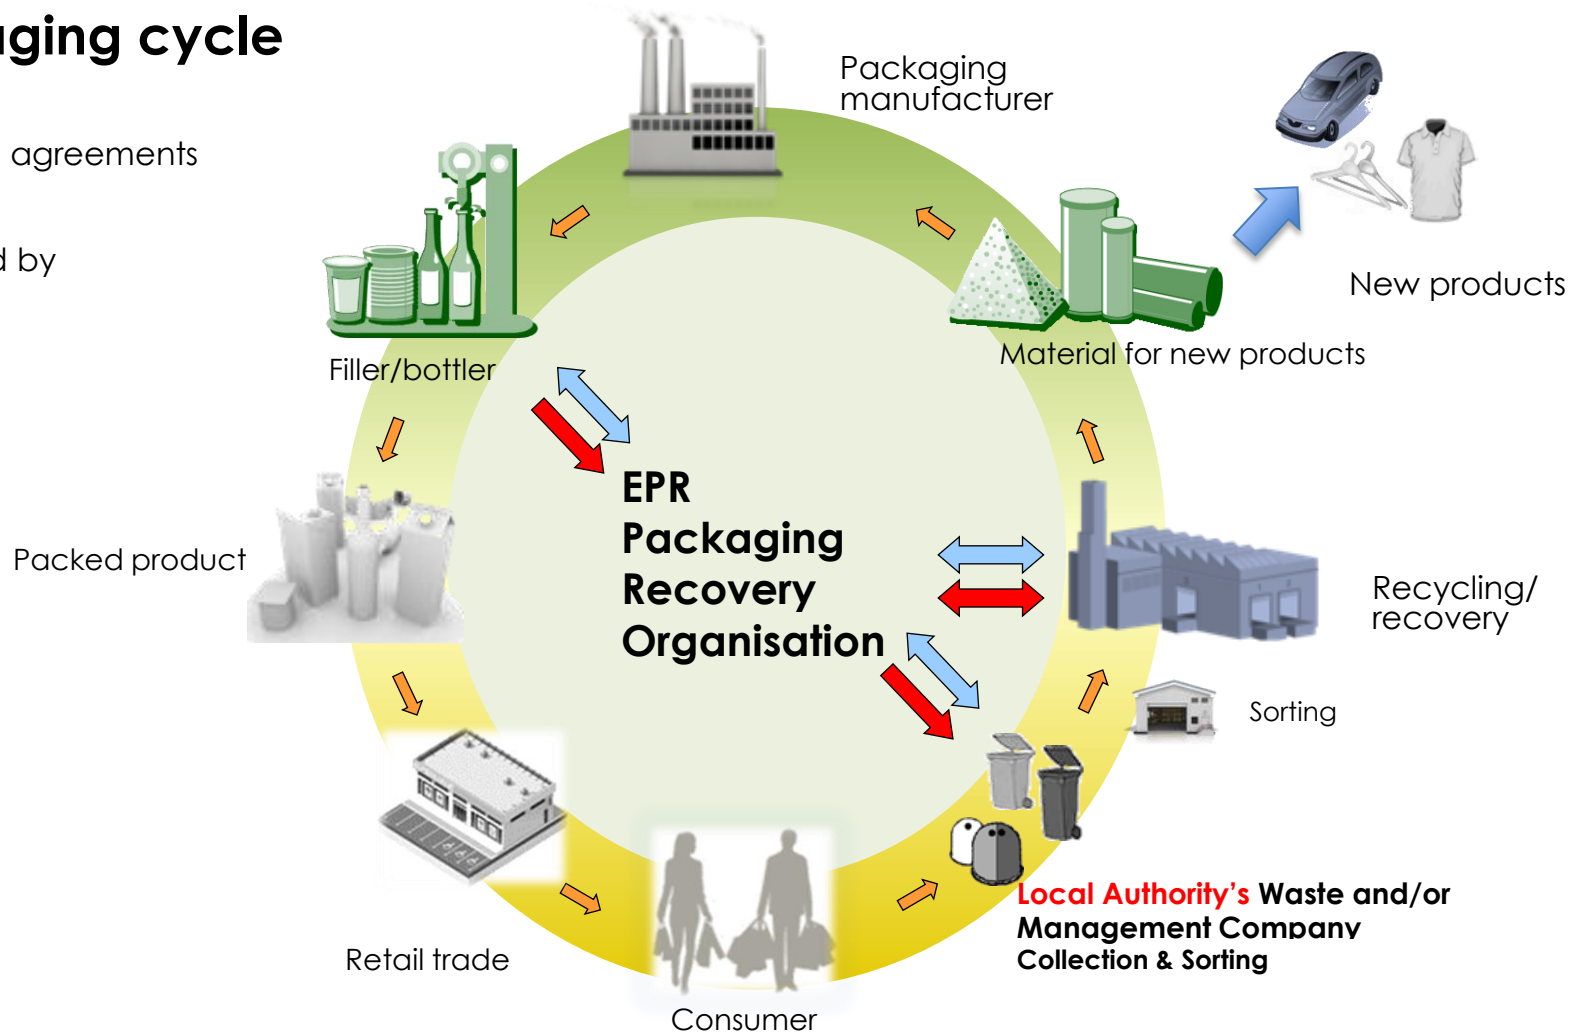 aging cycle
agreements
d by
Packaging
manufacturer
New products
Material for new products
Filler/bottler
EPR
Packaging
Recovery
Organisation
Packed product
Recycling/
recovery
Sorting
Local Authority’s Waste and/or
Management Company
Collection & Sorting
Retail trade
Consumer